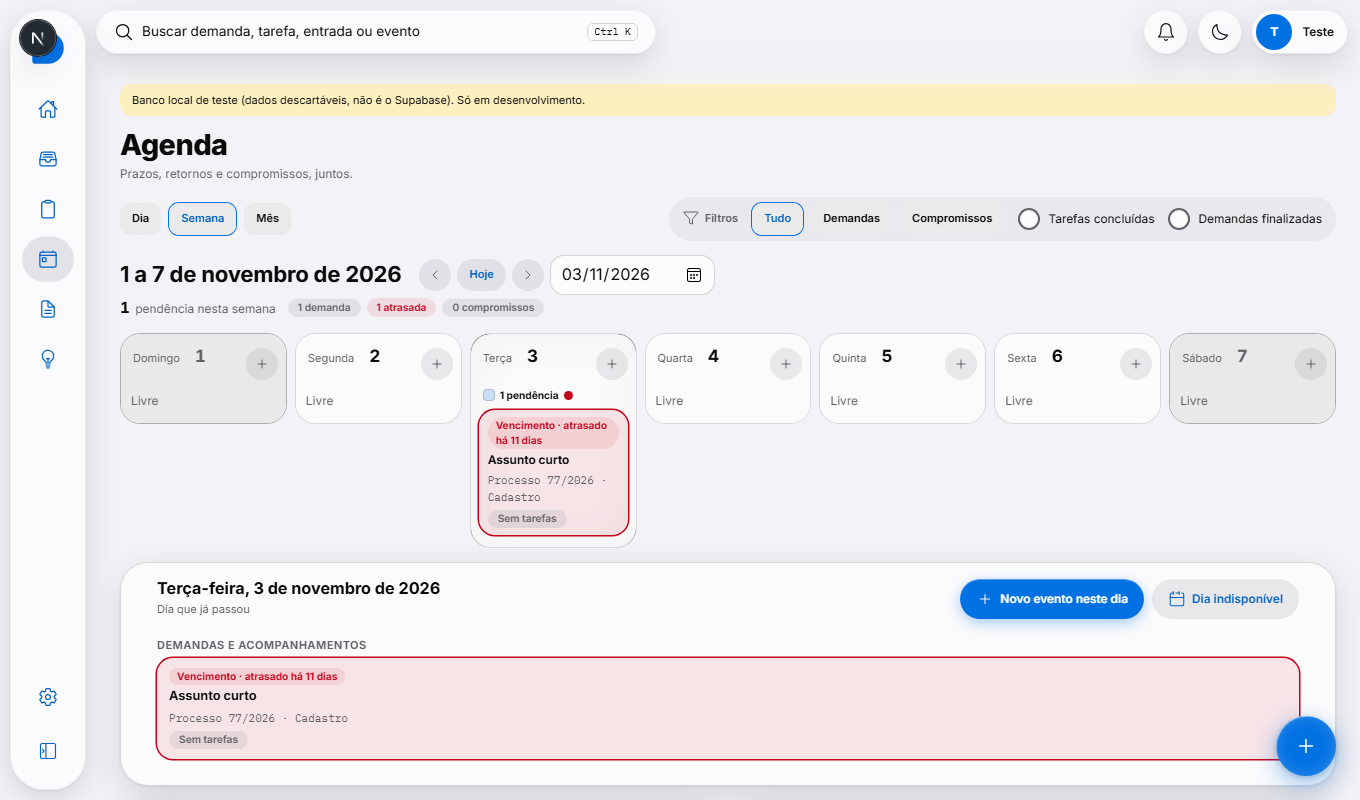 N
Buscar demanda, tarefa, entrada ou evento
Ctrl K
T
Teste
Banco local de teste (dados descartáveis, não é o Supabase). Só em desenvolvimento.
Agenda
Prazos, retornos e compromissos, juntos.
Dia
Semana
Mês
Filtros
Tudo
Demandas
Compromissos
Tarefas concluídas
Demandas finalizadas
1 a 7 de novembro de 2026
Hoje
03/11/2026
1 pendência nesta semana
1 demanda
1 atrasada
0 compromissos
Domingo 1
Livre
Segunda 2
Livre
Terça 3
1 pendência
Vencimento · atrasado
há 11 dias
Assunto curto
Processo 77/2026 ·
Cadastro
Sem tarefas
Quarta 4
Livre
Quinta 5
Livre
Sexta 6
Livre
Sábado 7
Livre
Terça-feira, 3 de novembro de 2026
Dia que já passou
Novo evento neste dia
Dia indisponível
DEMANDAS E ACOMPANHAMENTOS
Vencimento · atrasado há 11 dias
Assunto curto
Processo 77/2026 · Cadastro
Sem tarefas